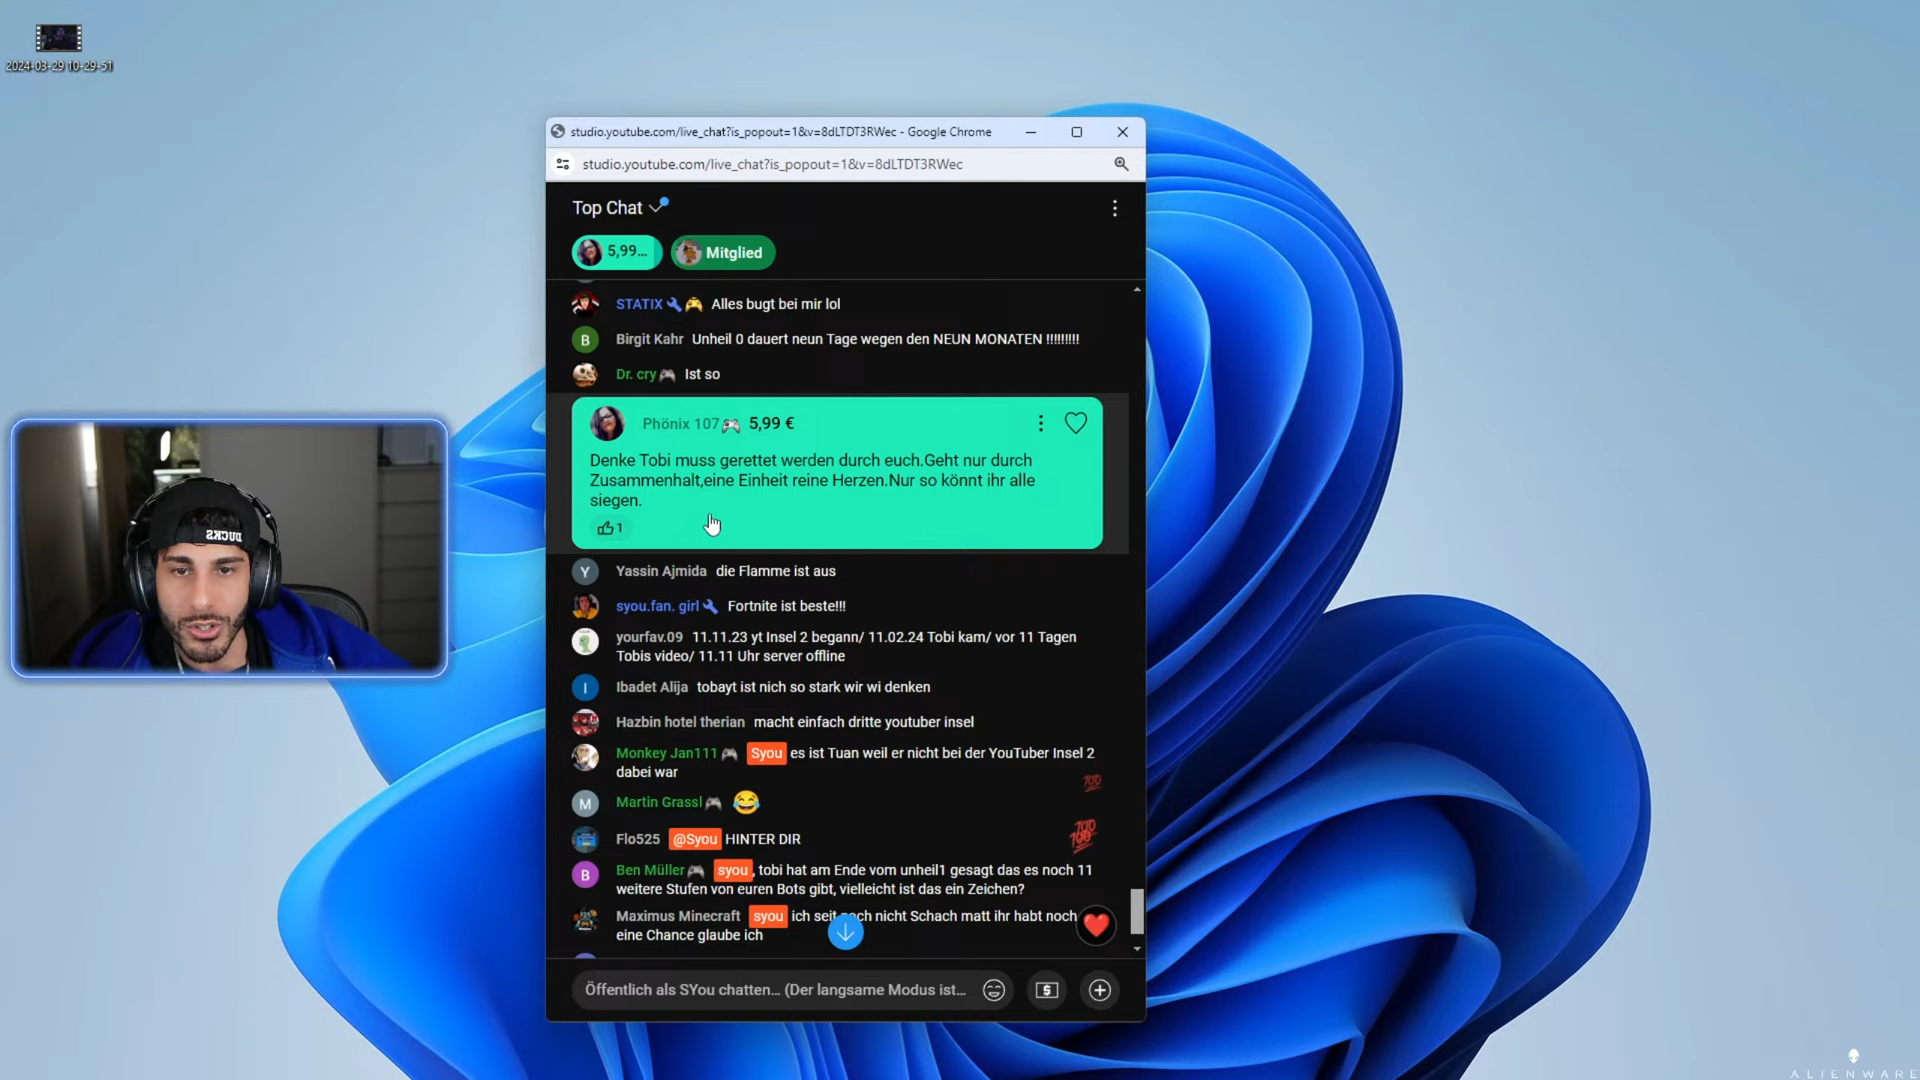 2024-03-29 10-29-51
studio.youtube.com/live_chat?is_popout=1&v=8dLTDT3RWec - Google Chrome
studio.youtube.com/live_chat?is_popout=1&v=8dLTDT3RWec
Top Chat
5,99...
Mitglied
STATIX Alles bugt bei mir lol
B Birgit Kahr Unheil 0 dauert neun Tage wegen den NEUN MONATEN !!!!!!!!!
Dr. cry Ist so
Phönix 107 5,99 €
Denke Tobi muss gerettet werden durch euch.Geht nur durch
Zusammenhalt,eine Einheit reine Herzen.Nur so könnt ihr alle
siegen.
1
DUCKS
Y Yassin Ajmida die Flamme ist aus
syou.fan. girl Fortnite ist beste!!!
yourfav.09 11.11.23 yt Insel 2 begann/ 11.02.24 Tobi kam/ vor 11 Tagen
Tobis video/ 11.11 Uhr server offline
I Ibadet Alija tobayt ist nich so stark wir wi denken
Hazbin hotel therian macht einfach dritte youtuber insel
Monkey Jan111 Syou es ist Tuan weil er nicht bei der YouTuber Insel 2
dabei war
100
M Martin Grassl
Flo525 @Syou HINTER DIR
100
B Ben Müller syou, tobi hat am Ende vom unheil1 gesagt das es noch 11
weitere Stufen von euren Bots gibt, vielleicht ist das ein Zeichen?
Maximus Minecraft syou ich seit noch nicht Schach matt ihr habt noch
eine Chance glaube ich
Öffentlich als SYou chatten... (Der langsame Modus ist...
ALIENWARE